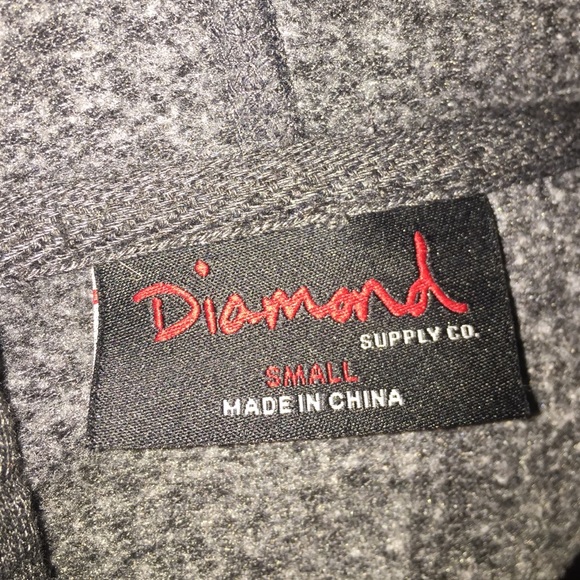 Diamond
SUPPLY CO.
SMALL
MADE IN CHINA